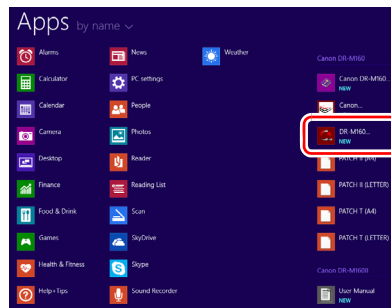 Apps by name
Alarms
Calculator
Calendar
Camera
Desktop
Finance
Food & Drink
Games
Health & Fitness
Help+Tips
News
PC settings
People
Photos
Reader
Reading List
Scan
SkyDrive
Skype
Sound Recorder
Weather
Canon DR-M160
Canon DR-M160...
NEW
Canon...
DR-M160...
NEW
PATCH II (A4)
PATCH II (LETTER)
PATCH T (A4)
PATCH T (LETTER)
Canon DR-M160II
User Manual
NEW